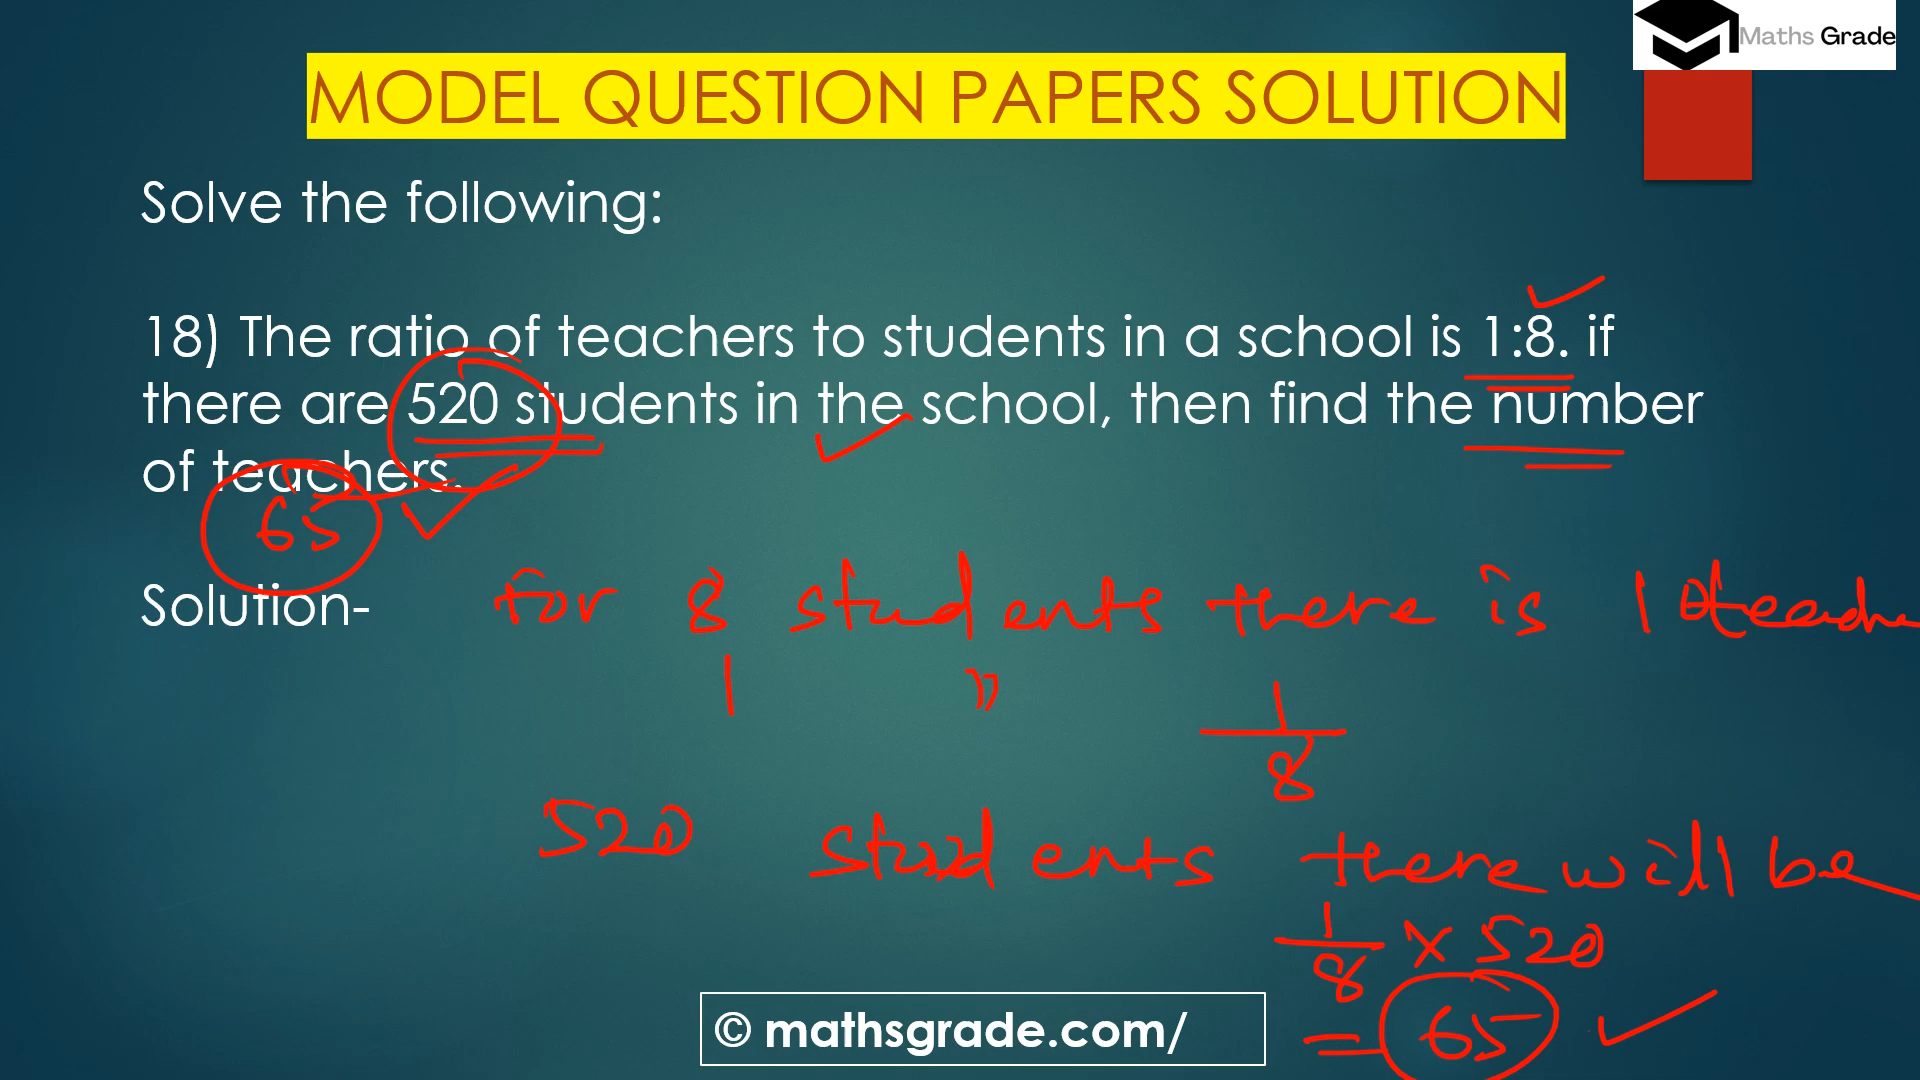 Maths Grade
MODEL QUESTION PAPERS SOLUTION
Solve the following:
18) The ratio of teachers to students in a school is 1:8. if
there are 520 students in the school, then find the number
of teachers.
65
Solution-
for 8 students there is 1
1 "
1
8
520 students there will be
1
8 × 520
= 65
© mathsgrade.com/